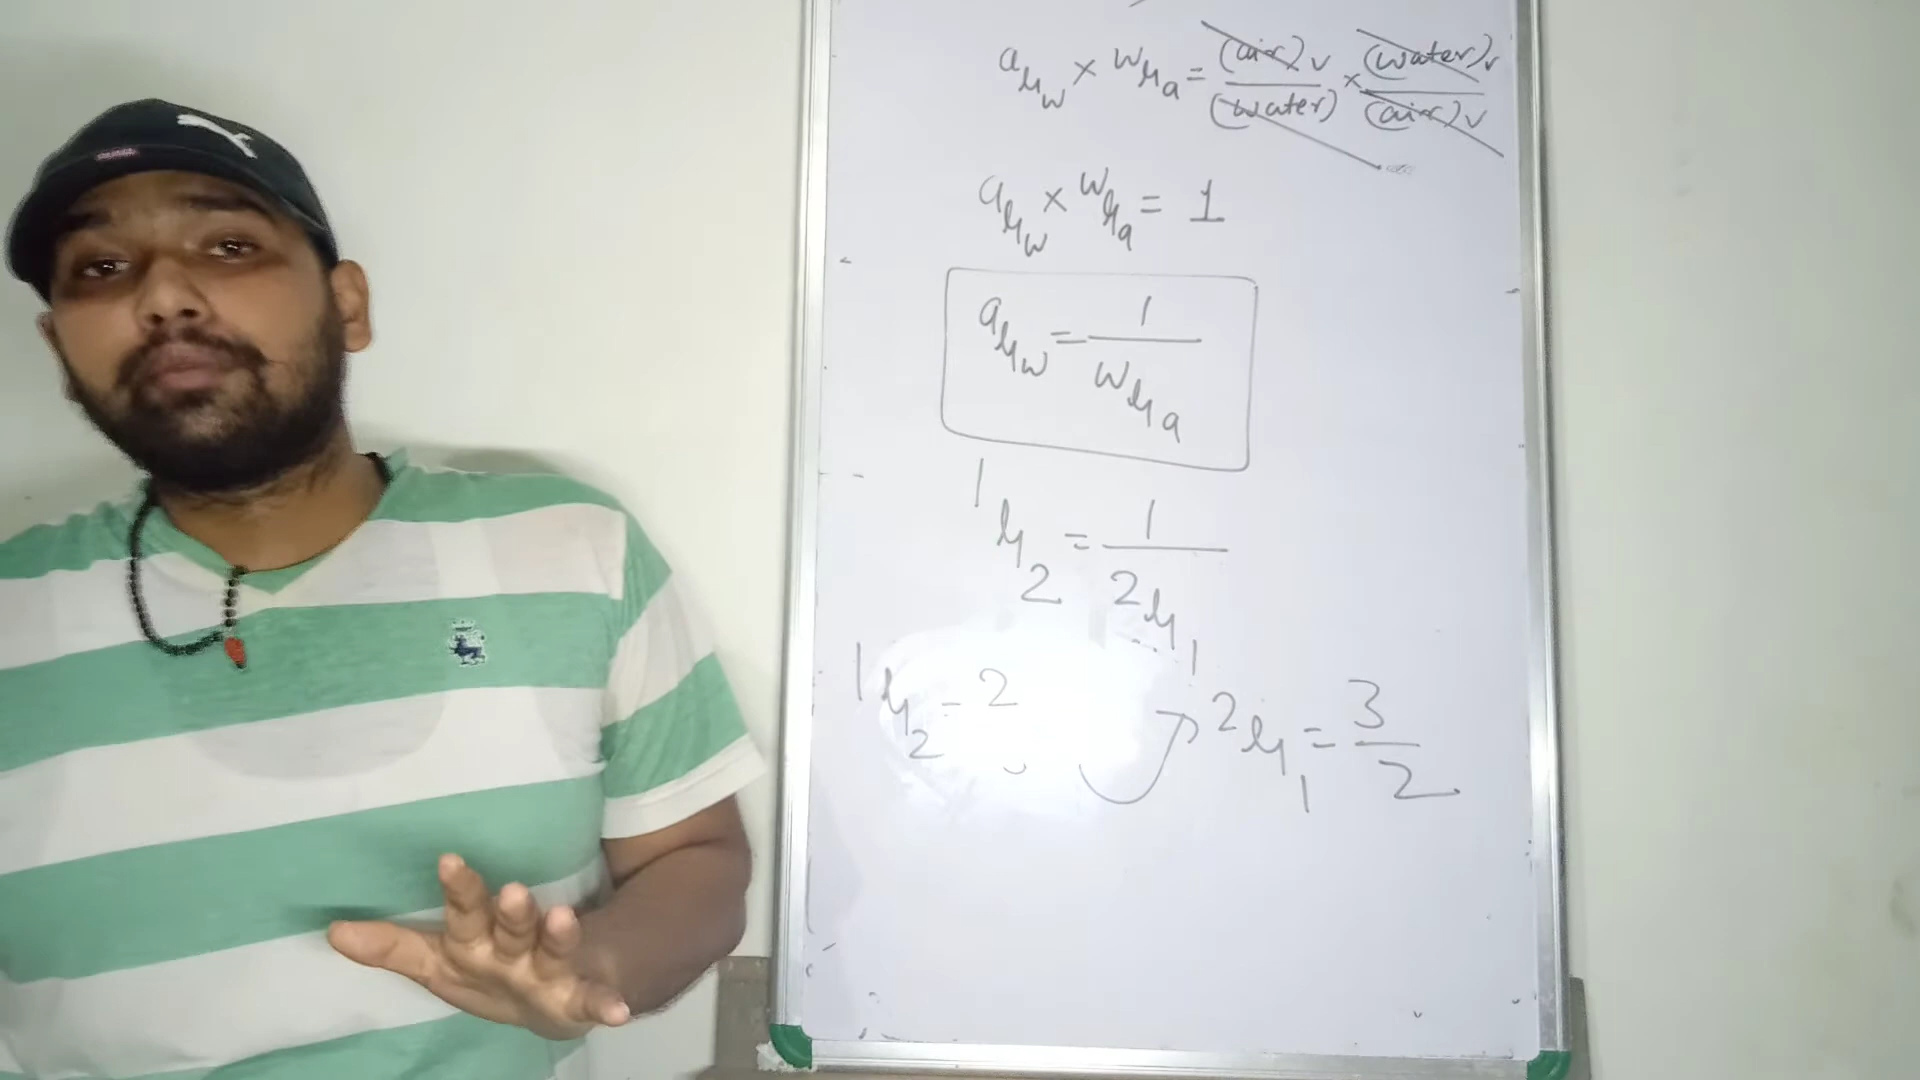 aμw × wμa = (air)v/(water) × (water)v/(air)v
aμw × wμa = 1
aμw = 1/wμa
1μ2 = 1/2μ1
1μ2 = 2
2μ1 = 3/2